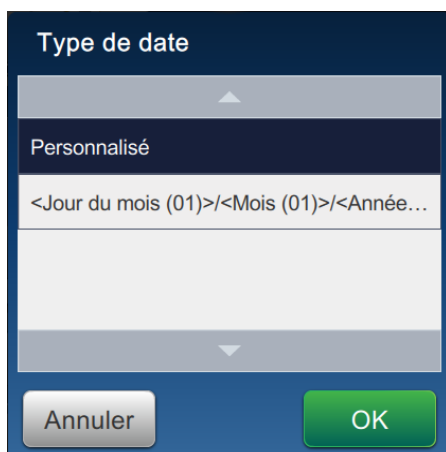 Type de date
Personnalisé
<Jour du mois (01)>/<Mois (01)>/<Année...
Annuler
OK